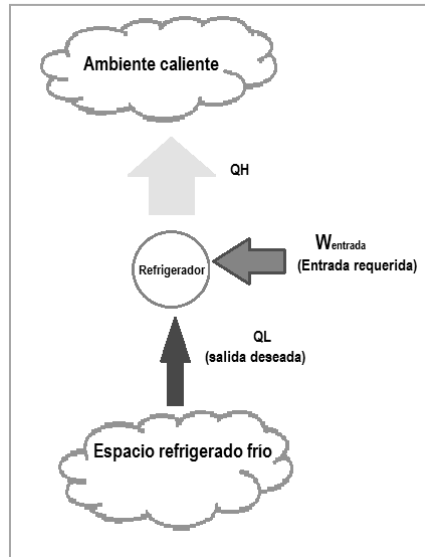 Ambiente caliente
QH
Wentrada
(Entrada requerida)
Refrigerador
QL
(salida deseada)
Espacio refrigerado frío